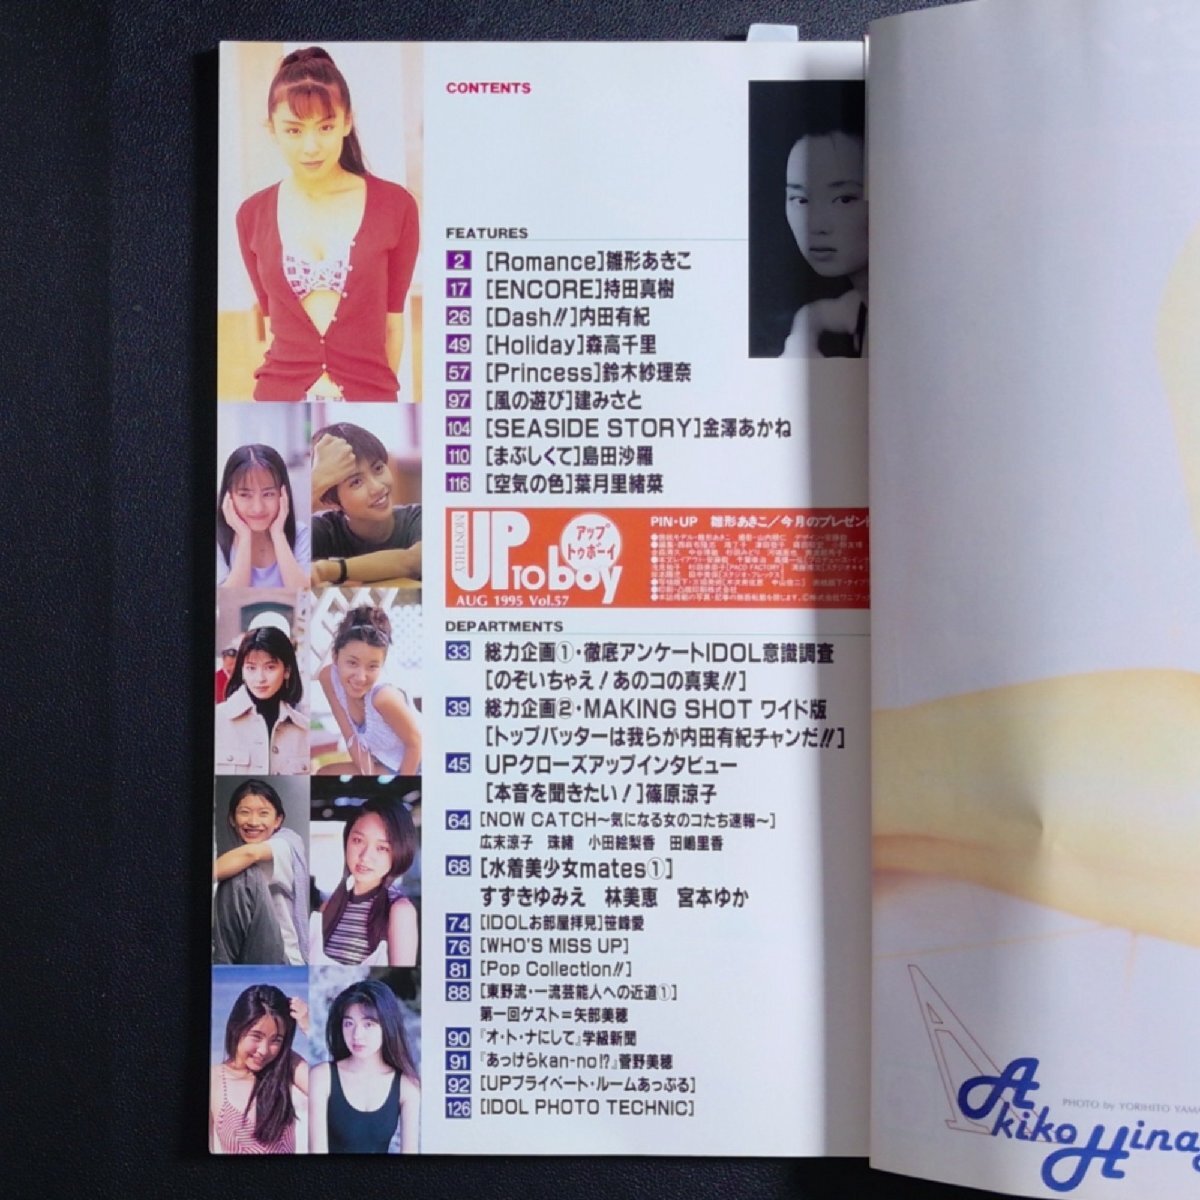 CONTENTS
FEATURES
2 [Romance]雛形あきこ
17 [ENCORE]持田真樹
26 [Dash!!]内田有紀
49 [Holiday]森高千里
57 [Princess]鈴木紗理奈
97 [風の遊び]建みさと
104 [SEASIDE STORY]金澤あかね
110 [まぶしくて]島田沙羅
116 [空気の色]葉月里緒菜
MONTHLY
UP TO boy
アップ
トゥボーイ
AUG 1995 Vol.57
PIN・UP 雛形あきこ/今月のプレゼント
DEPARTMENTS
33 総力企画①・徹底アンケートIDOL意識調査
[のぞいちゃえ!あのコの真実!!]
39 総力企画②・MAKING SHOT ワイド版
[トップバッターは我らが内田有紀チャンだ!!]
45 UPクローズアップインタビュー
[本音を聞きたい!]篠原涼子
64 [NOW CATCH〜気になる女のコたち速報〜]
広末涼子 珠緒 小田絵梨香 田嶋里香
68 [水着美少女mates①]
すずきゆみえ 林美恵 宮本ゆか
74 [IDOLお部屋拝見]笹峰愛
76 [WHO'S MISS UP]
81 [Pop Collection!!]
88 [東野流・一流芸能人への近道①]
第一回ゲスト=矢部美穂
90 『オ・ト・ナにして』学級新聞
91 『あっけらkan-no!?』菅野美穂
92 [UPプライベート・ルームあっぷる]
126 [IDOL PHOTO TECHNIC]
PHOTO by YORIHITO YAMA
Akiko Hinag